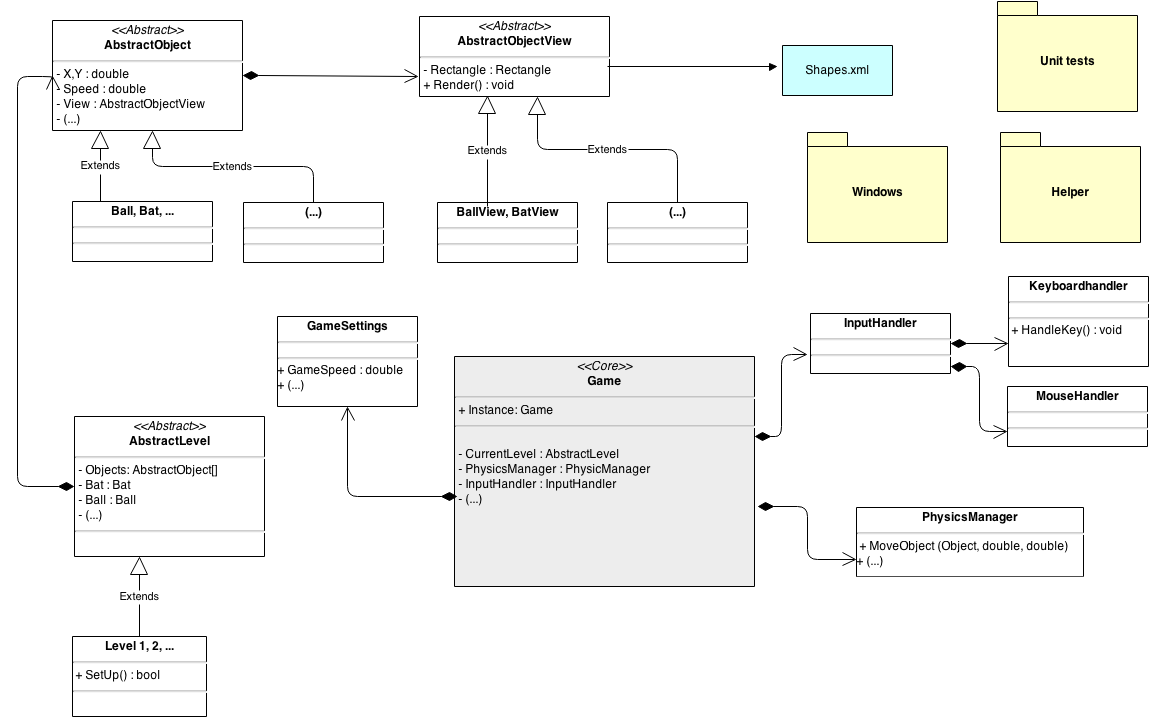 <<Abstract>>
AbstractObject
- X,Y : double
- Speed : double
- View : AbstractObjectView
- (...)
<<Abstract>>
AbstractObjectView
- Rectangle : Rectangle
+ Render() : void
Shapes.xml
Unit tests
Extends
Extends
Extends
Extends
Windows
Helper
Ball, Bat, ...
(...)
BallView, BatView
(...)
GameSettings
+ GameSpeed : double
+ (...)
<<Core>>
Game
+ Instance: Game
- CurrentLevel : AbstractLevel
- PhysicsManager : PhysicManager
- InputHandler : InputHandler
- (...)
InputHandler
Keyboardhandler
+ HandleKey() : void
MouseHandler
<<Abstract>>
AbstractLevel
- Objects: AbstractObject[]
- Bat : Bat
- Ball : Ball
- (...)
PhysicsManager
+ MoveObject (Object, double, double)
+ (...)
Extends
Level 1, 2, ...
+ SetUp() : bool